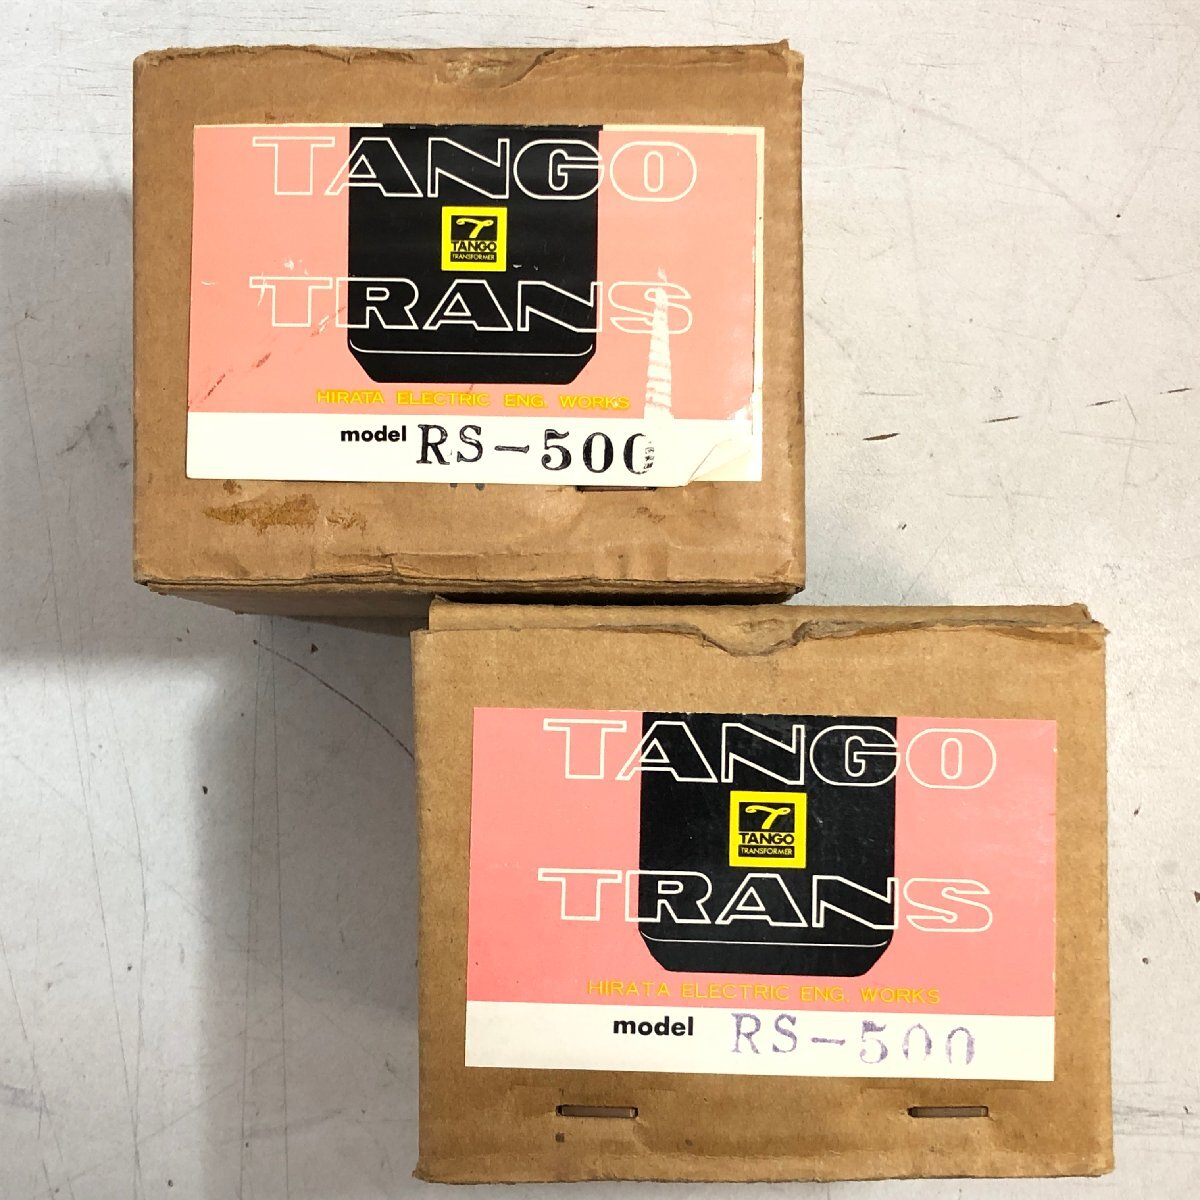 TANGO
TANGO
TRANSFORMER
TRANS
HIRATA ELECTRIC ENG. WORKS
model RS-500
TANGO
TANGO
TRANSFORMER
TRANS
HIRATA ELECTRIC ENG. WORKS
model RS-500